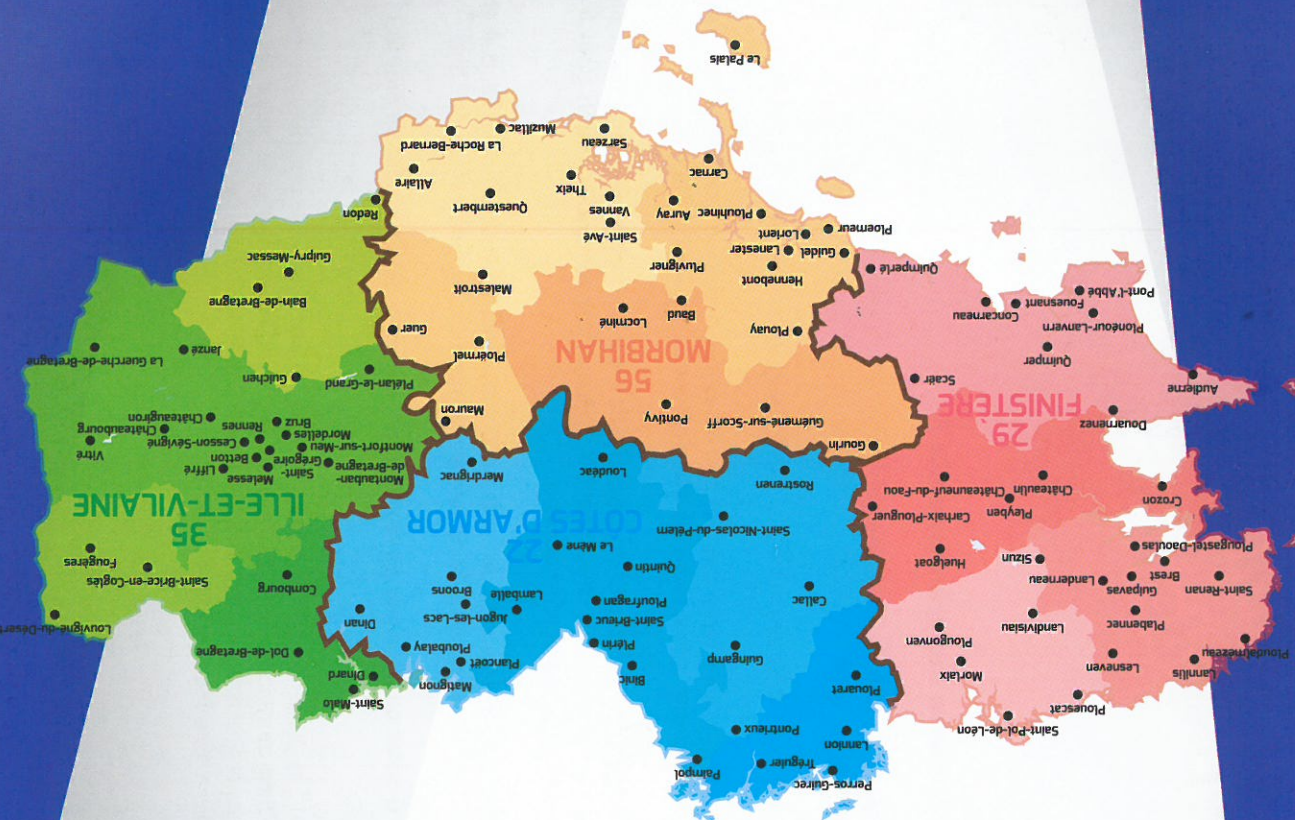 Perros-Guirec
Tréguier
Paimpol
Lannion
Pontrieux
Plouaret
Guingamp
Binic
Plérin
Saint-Brieuc
Ploufragan
Callac
Quintin
Le Mené
Lamballe
Matignon
Plancoët
Ploubalay
Jugon-les-Lacs
Dinan
Broons
22
COTES D'ARMOR
Saint-Nicolas-du-Pélem
Rostrenen
Loudéac
Merdrignac
Saint-Pol-de-Léon
Plouescat
Morlaix
Lannilis
Lesneven
Ploudalmezeau
Plougonven
Landivisiau
Plabennec
Saint-Renan
Guipavas
Landerneau
Brest
Sizun
Huelgoat
Plougastel-Daoulas
Carhaix-Plouguer
Pleyben
Crozon
Châteaulin
Châteauneuf-du-Faou
29
FINISTERE
Douarnenez
Audierne
Scaër
Quimper
Plonéour-Lanvern
Pont-l'Abbé
Fouesnant
Concarneau
Quimperlé
Saint-Malo
Dinard
Dol-de-Bretagne
Louvigné-du-Désert
Combourg
Saint-Brice-en-Coglès
Fougères
35
ILLE-ET-VILAINE
Montauban-
de-Bretagne
Melesse
Liffré
Saint-
Grégoire
Betton
Montfort-sur-Meu
Cesson-Sévigné
Mordelles
Rennes
Vitré
Châteaubourg
Bruz
Châteaugiron
Plélan-le-Grand
Guichen
Janzé
La Guerche-de-Bretagne
Bain-de-Bretagne
Guipry-Messac
Redon
Gourin
Guémené-sur-Scorff
Pontivy
Mauron
56
MORBIHAN
Ploërmel
Plouay
Guer
Locminé
Baud
Malestroit
Hennebont
Pluvigner
Guidel
Lanester
Lorient
Ploemeur
Saint-Avé
Plouhinec
Auray
Vannes
Questembert
Theix
Allaire
Carnac
Sarzeau
Muzillac
La Roche-Bernard
Le Palais